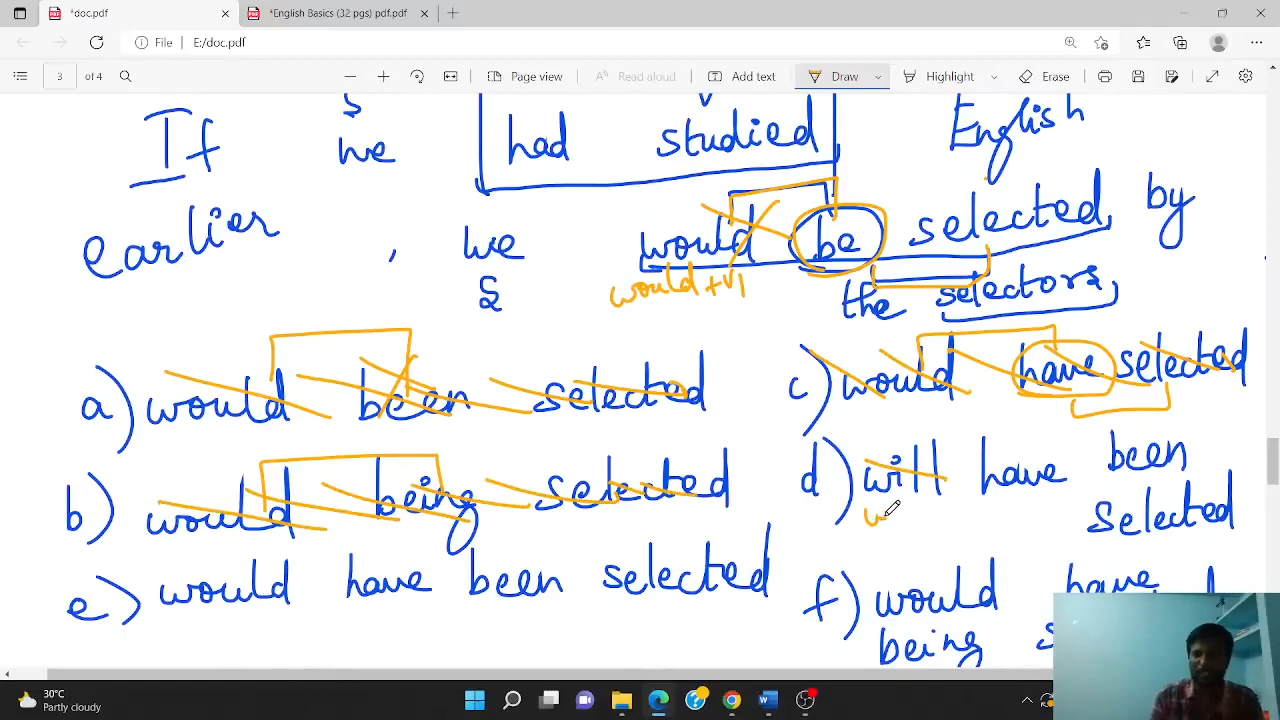 *doc.pdf
*English Basics (32 pgs) pdf.pdf
File E:/doc.pdf
3 of 4
Page view
Read aloud
Add text
Draw
Highlight
Erase
s v
If we had studied English
earlier , we would be selected by
S would + v1 the selectors
a) would been selected
c) would have selected
b) would being selected
d) will have been
selected
e) would have been selected
f) would have
being
30°C
Partly cloudy